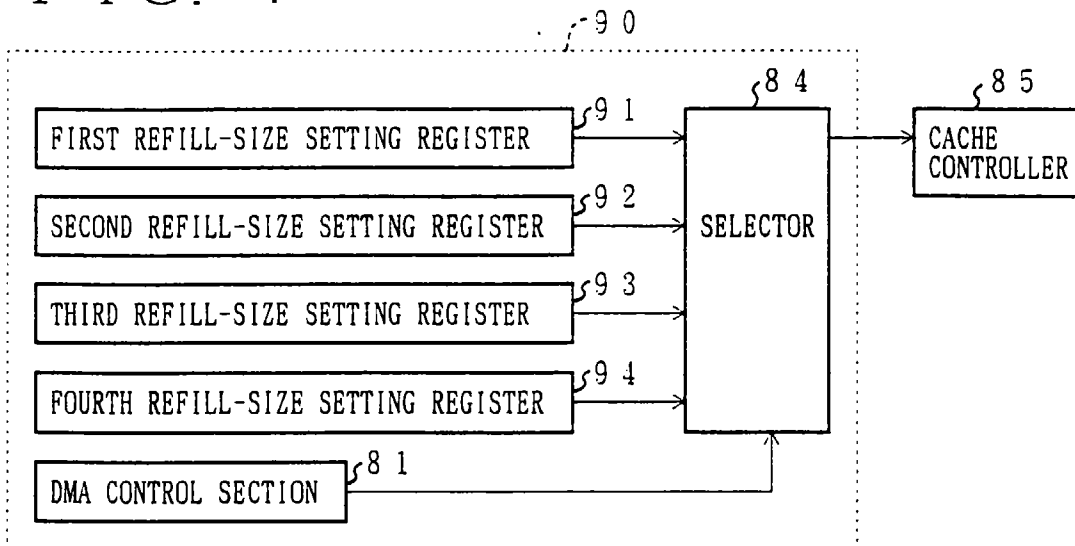 90
84
85
91
FIRST REFILL-SIZE SETTING REGISTER
CACHE
CONTROLLER
92
SECOND REFILL-SIZE SETTING REGISTER
SELECTOR
93
THIRD REFILL-SIZE SETTING REGISTER
94
FOURTH REFILL-SIZE SETTING REGISTER
81
DMA CONTROL SECTION